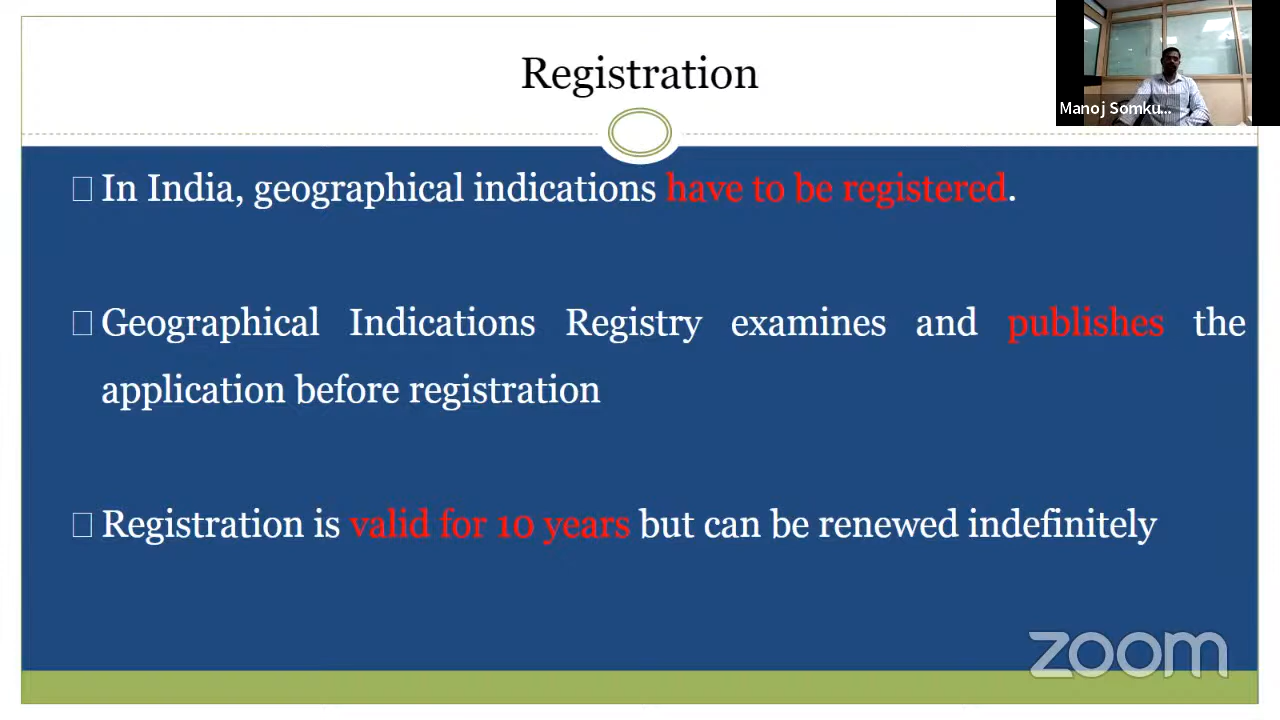 Registration
Manoj Somku...
In India, geographical indications have to be registered.
Geographical Indications Registry examines and publishes the
application before registration
Registration is valid for 10 years but can be renewed indefinitely
zoom